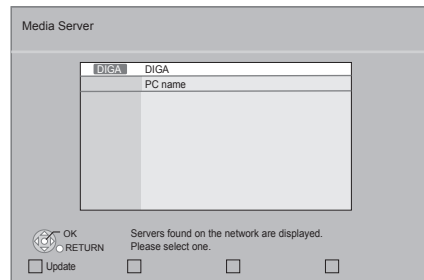 Media Server
DIGA DIGA
PC name
OK
RETURN
Servers found on the network are displayed.
Please select one.
Update